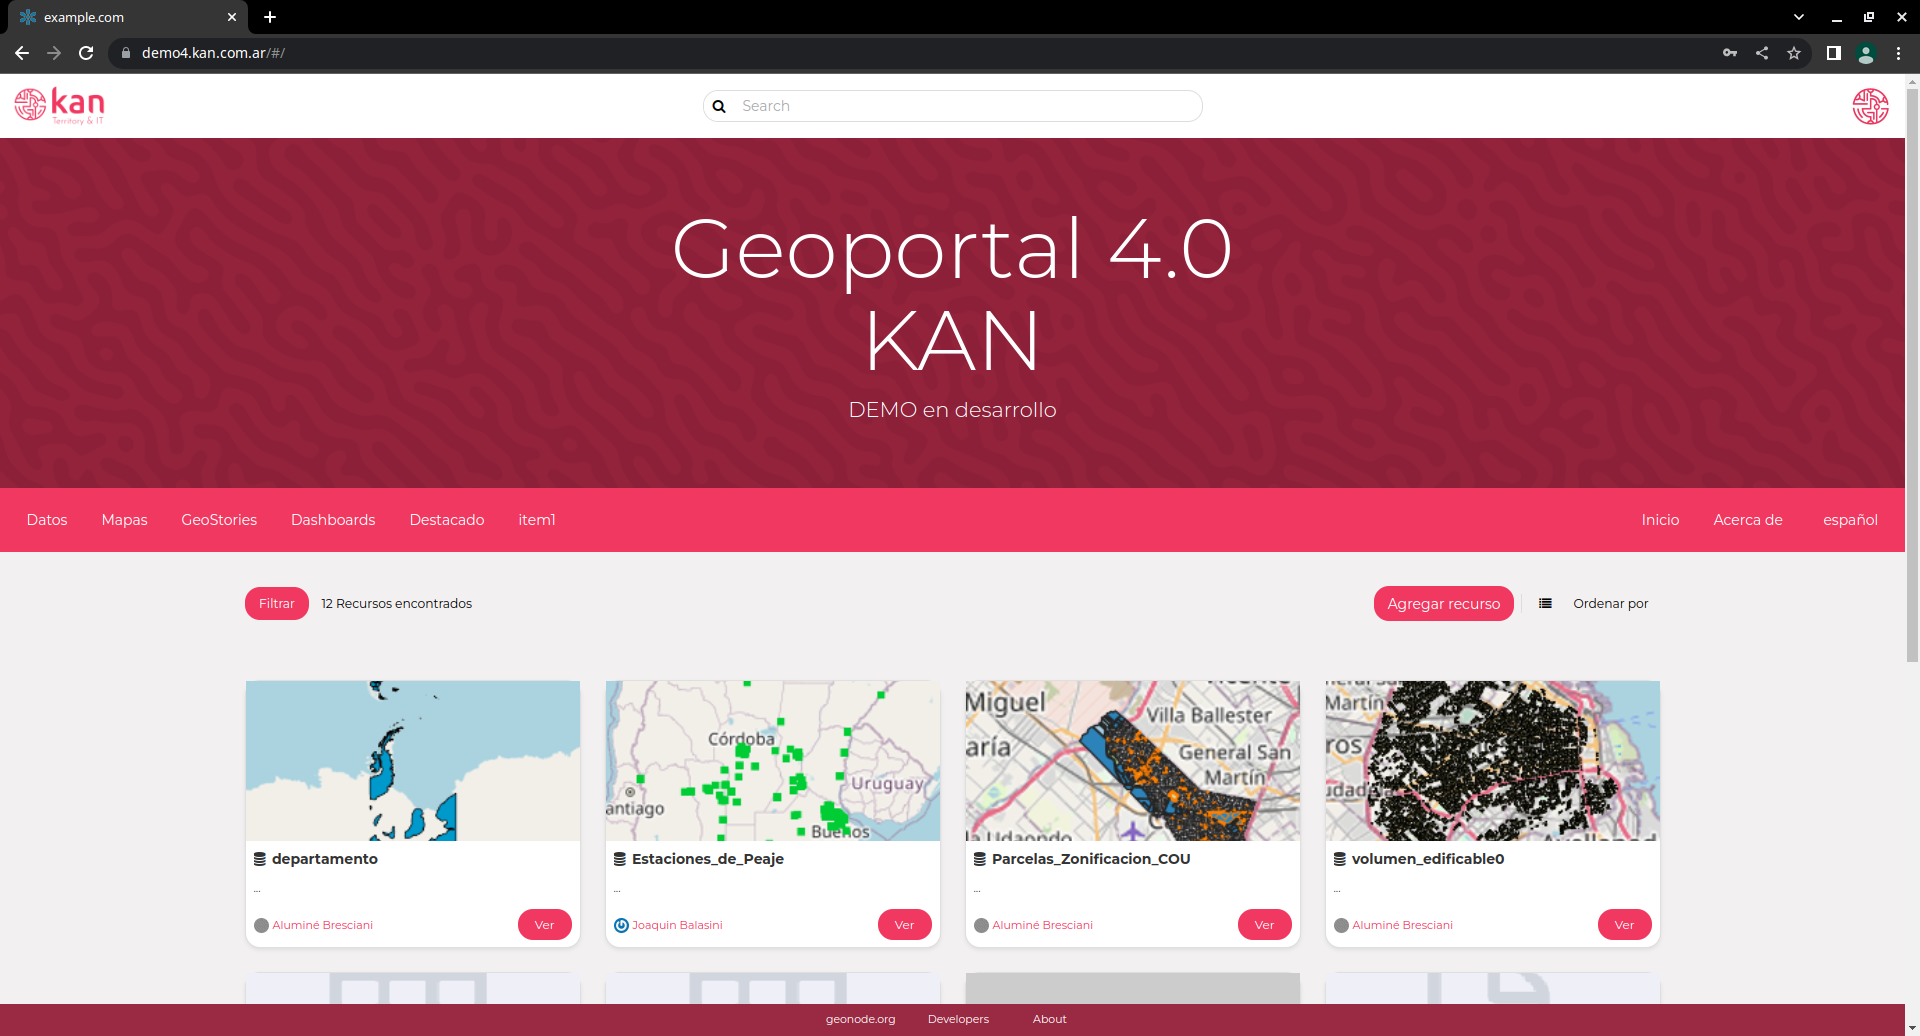 example.com
demo4.kan.com.ar/#/
kan
Territory & IT
Search
Geoportal 4.0
KAN
DEMO en desarrollo
Datos Mapas GeoStories Dashboards Destacado item1 Inicio Acerca de español
Filtrar 12 Recursos encontrados Agregar recurso Ordenar por
Córdoba
Uruguay
antiago
Buenos
Miguel
Villa Ballester
aría
General San
Martín
Martín
ros
departamento
...
Aluminé Bresciani Ver
Estaciones_de_Peaje
...
Joaquin Balasini Ver
Parcelas_Zonificacion_COU
...
Aluminé Bresciani Ver
volumen_edificable0
...
Aluminé Bresciani Ver
geonode.org Developers About